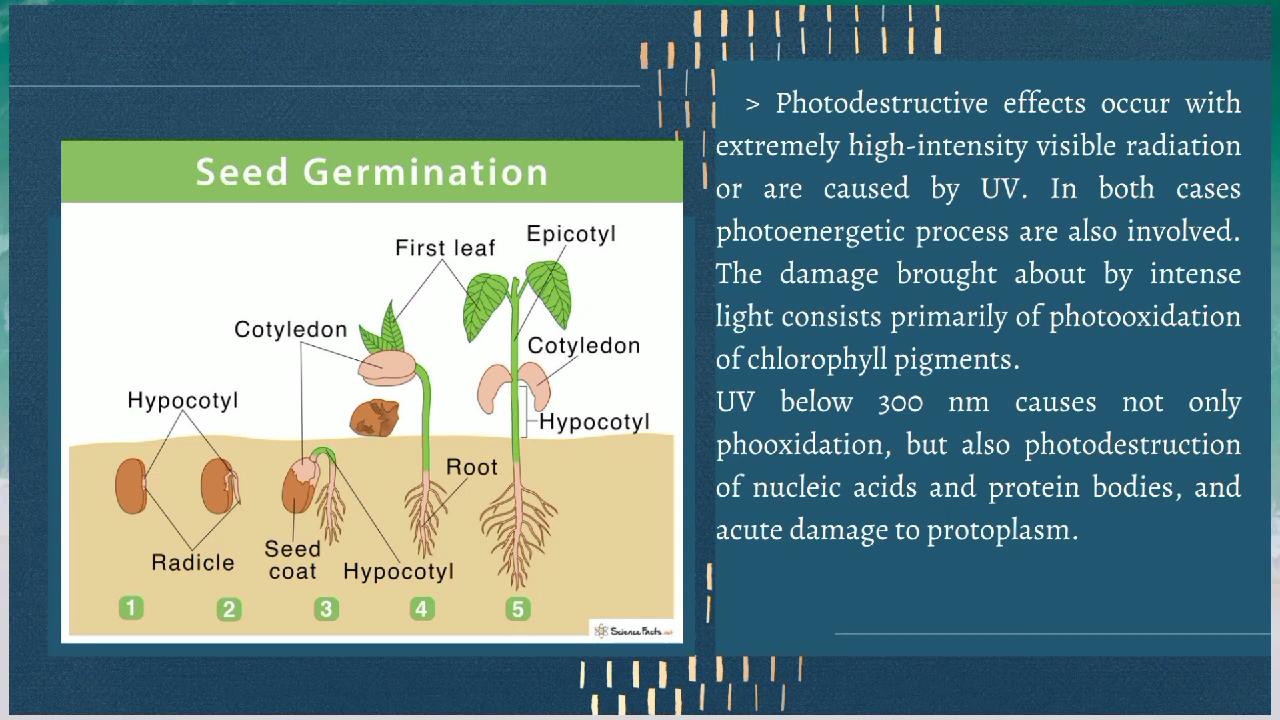 Seed Germination
Epicotyl
First leaf
Cotyledon
Cotyledon
Hypocotyl
Hypocotyl
Root
Radicle
Seed
coat
Hypocotyl
1 2 3 4 5
ScienceFacts.net
> Photodestructive effects occur with
extremely high-intensity visible radiation
or are caused by UV. In both cases
photoenergetic process are also involved.
The damage brought about by intense
light consists primarily of photooxidation
of chlorophyll pigments.
UV below 300 nm causes not only
phooxidation, but also photodestruction
of nucleic acids and protein bodies, and
acute damage to protoplasm.